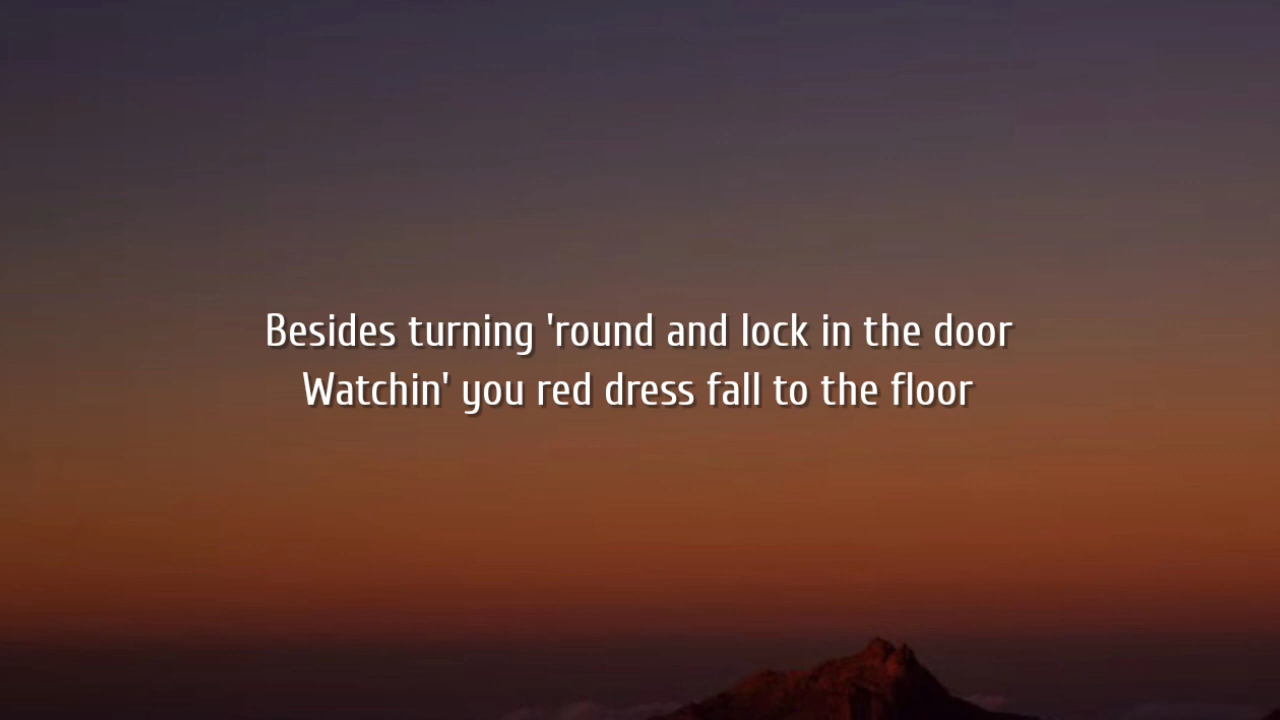 Besides turning 'round and lock in the door
Watchin' you red dress fall to the floor